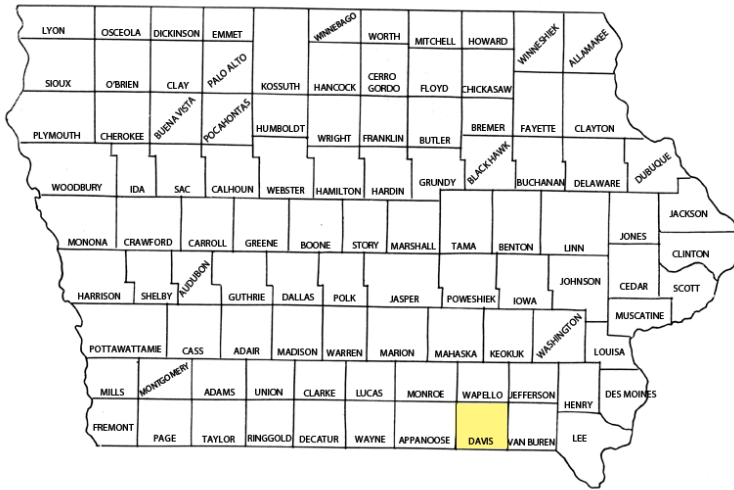 LYON OSCEOLA DICKINSON EMMET WINNEBAGO WORTH MITCHELL HOWARD WINNESHIEK ALLAMAKEE
SIOUX O'BRIEN CLAY PALO ALTO KOSSUTH HANCOCK CERRO GORDO FLOYD CHICKASAW
PLYMOUTH CHEROKEE BUENA VISTA POCAHONTAS HUMBOLDT WRIGHT FRANKLIN BUTLER BREMER FAYETTE CLAYTON
WOODBURY IDA SAC CALHOUN WEBSTER HAMILTON HARDIN GRUNDY BLACK HAWK BUCHANAN DELAWARE DUBUQUE
MONONA CRAWFORD CARROLL GREENE BOONE STORY MARSHALL TAMA BENTON LINN JONES JACKSON
CLINTON
HARRISON SHELBY AUDUBON GUTHRIE DALLAS POLK JASPER POWESHIEK IOWA JOHNSON CEDAR SCOTT
MUSCATINE
POTTAWATTAMIE CASS ADAIR MADISON WARREN MARION MAHASKA KEOKUK WASHINGTON LOUISA
MILLS MONTGOMERY ADAMS UNION CLARKE LUCAS MONROE WAPELLO JEFFERSON HENRY DES MOINES
FREMONT PAGE TAYLOR RINGGOLD DECATUR WAYNE APPANOOSE DAVIS VAN BUREN LEE